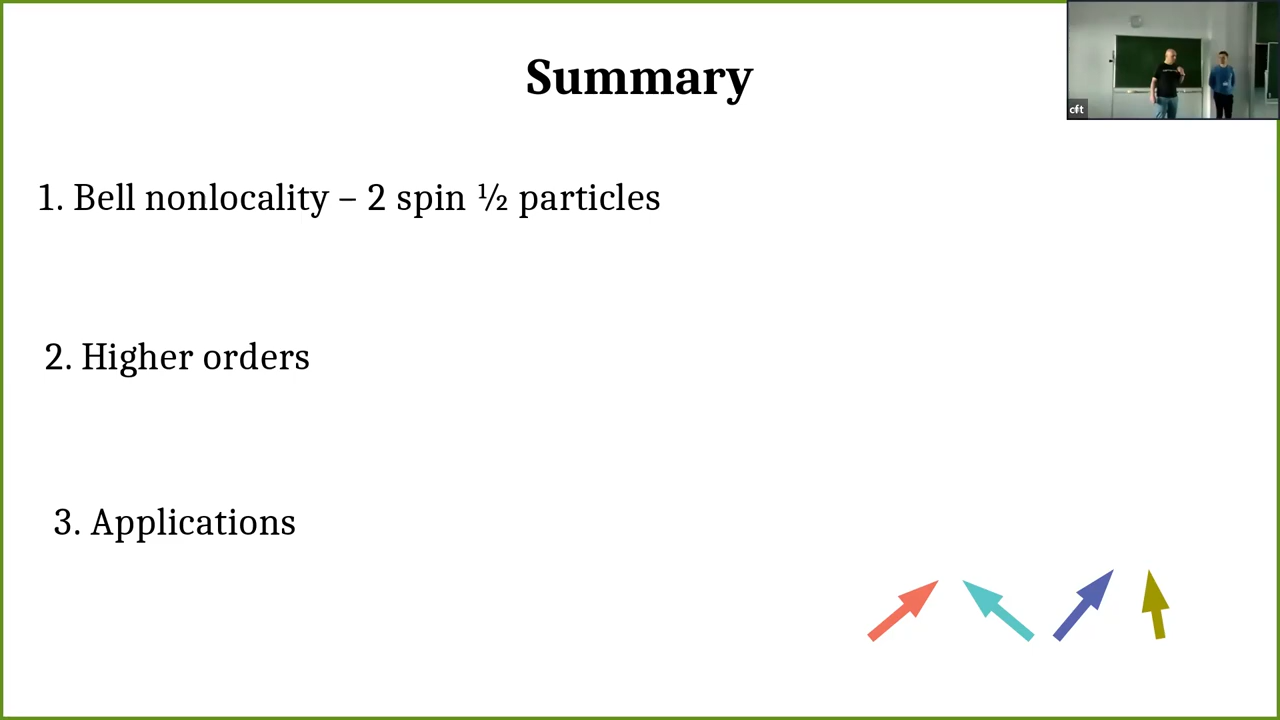 Summary
cft
1. Bell nonlocality – 2 spin ½ particles
2. Higher orders
3. Applications